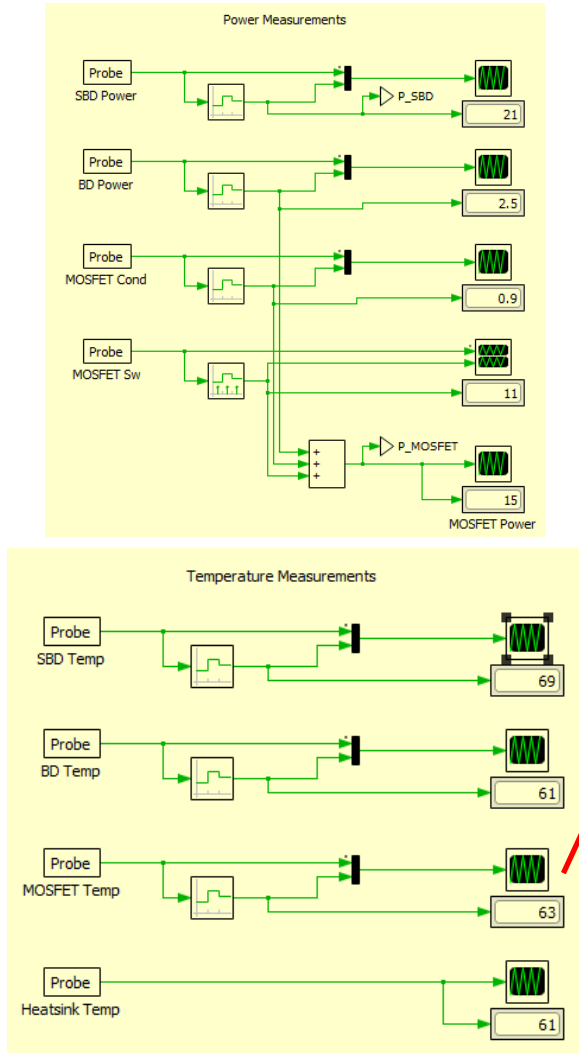 Power Measurements
Probe
SBD Power
P_SBD
21
Probe
BD Power
2.5
Probe
MOSFET Cond
0.9
Probe
MOSFET Sw
11
+
+
+
P_MOSFET
15
MOSFET Power
Temperature Measurements
Probe
SBD Temp
69
Probe
BD Temp
61
Probe
MOSFET Temp
63
Probe
Heatsink Temp
61